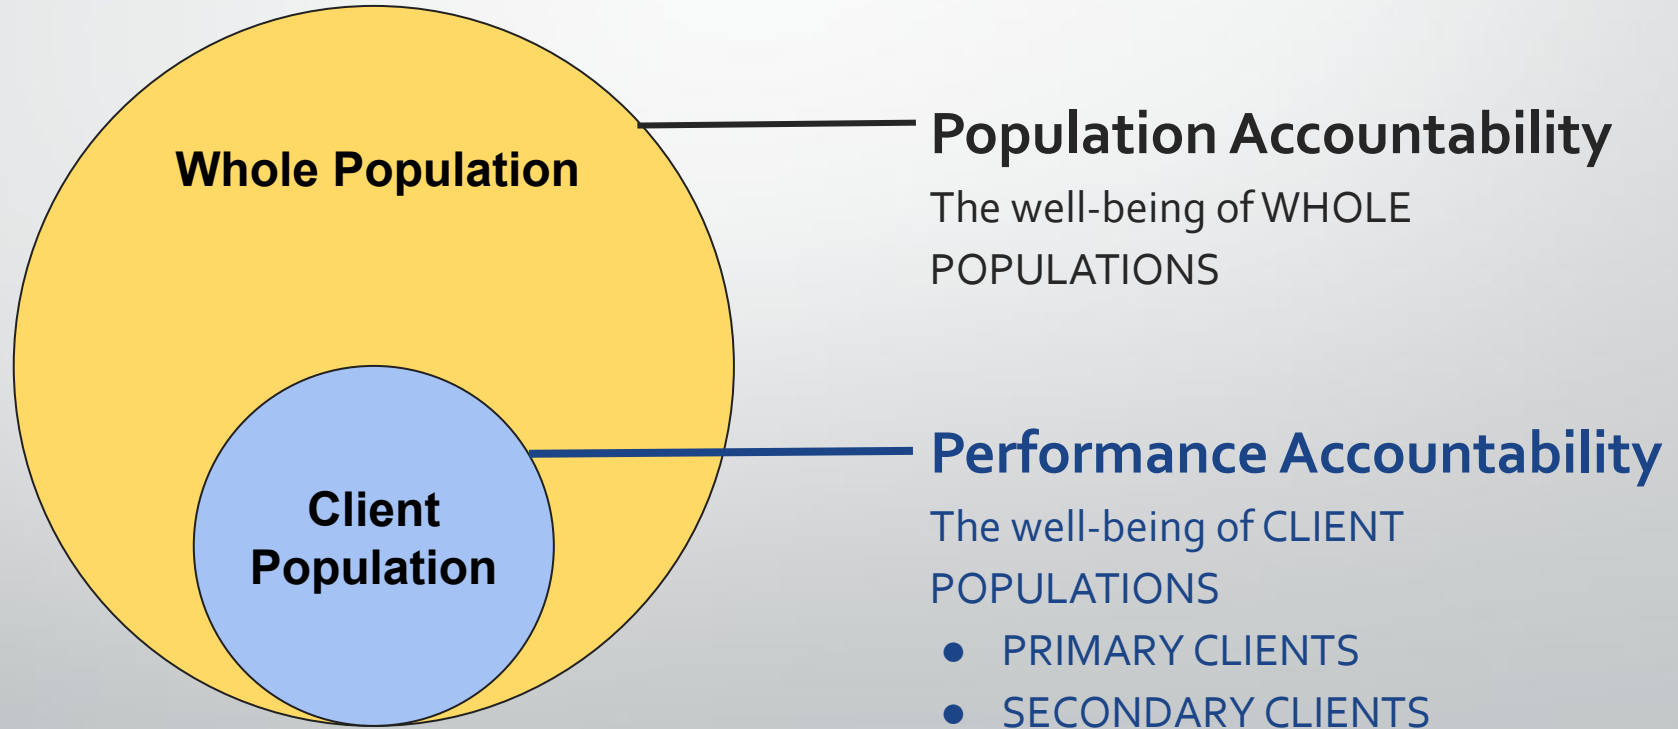 Whole Population
Client
Population
Population Accountability
The well-being of WHOLE
POPULATIONS
Performance Accountability
The well-being of CLIENT
POPULATIONS
● PRIMARY CLIENTS
● SECONDARY CLIENTS